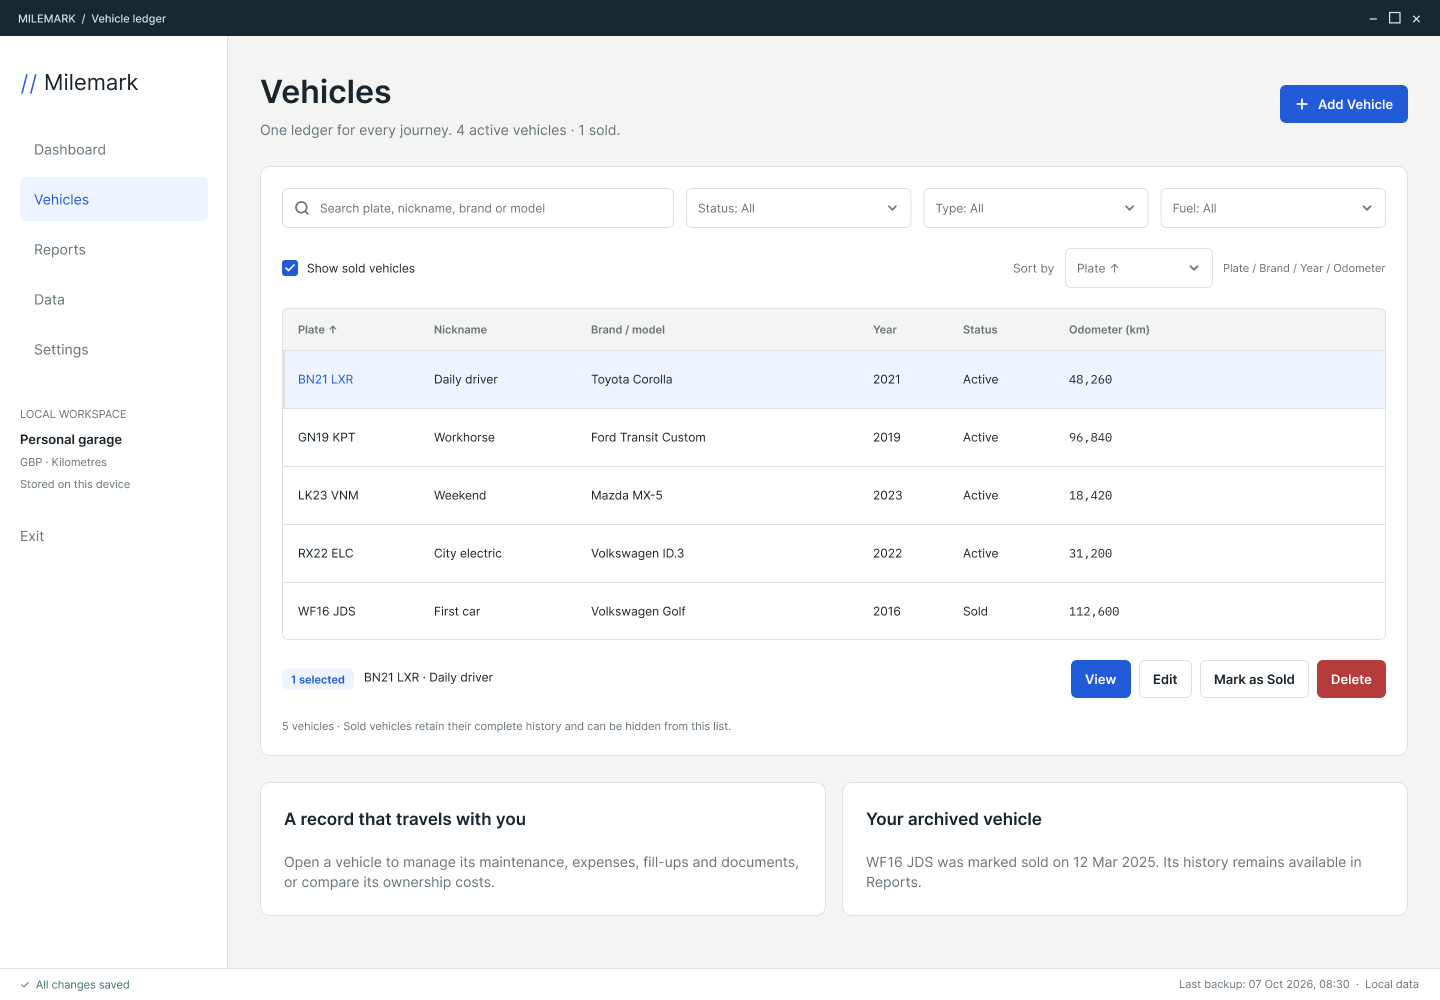 MILEMARK / Vehicle ledger
// Milemark
Dashboard
Vehicles
Reports
Data
Settings
LOCAL WORKSPACE
Personal garage
GBP · Kilometres
Stored on this device
Exit
Vehicles
One ledger for every journey. 4 active vehicles · 1 sold.
+ Add Vehicle
Search plate, nickname, brand or model
Status: All
Type: All
Fuel: All
Show sold vehicles
Sort by
Plate ↑
Plate / Brand / Year / Odometer
Plate ↑ Nickname Brand / model Year Status Odometer (km)
BN21 LXR Daily driver Toyota Corolla 2021 Active 48,260
GN19 KPT Workhorse Ford Transit Custom 2019 Active 96,840
LK23 VNM Weekend Mazda MX-5 2023 Active 18,420
RX22 ELC City electric Volkswagen ID.3 2022 Active 31,200
WF16 JDS First car Volkswagen Golf 2016 Sold 112,600
1 selected BN21 LXR · Daily driver
View
Edit
Mark as Sold
Delete
5 vehicles · Sold vehicles retain their complete history and can be hidden from this list.
A record that travels with you
Open a vehicle to manage its maintenance, expenses, fill-ups and documents,
or compare its ownership costs.
Your archived vehicle
WF16 JDS was marked sold on 12 Mar 2025. Its history remains available in
Reports.
✓ All changes saved
Last backup: 07 Oct 2026, 08:30 · Local data